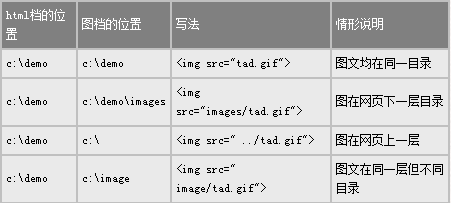 html档的位置 图档的位置 写法 情形说明
c:\demo c:\demo <img src="tad.gif"> 图文均在同一目录
c:\demo c:\demo\images <img src="images/tad.gif"> 图在网页下一层目录
c:\demo c:\ <img src=" ../tad.gif"> 图在网页上一层
c:\demo c:\image <img src=" image/tad.gif"> 图文在同一层但不同目录